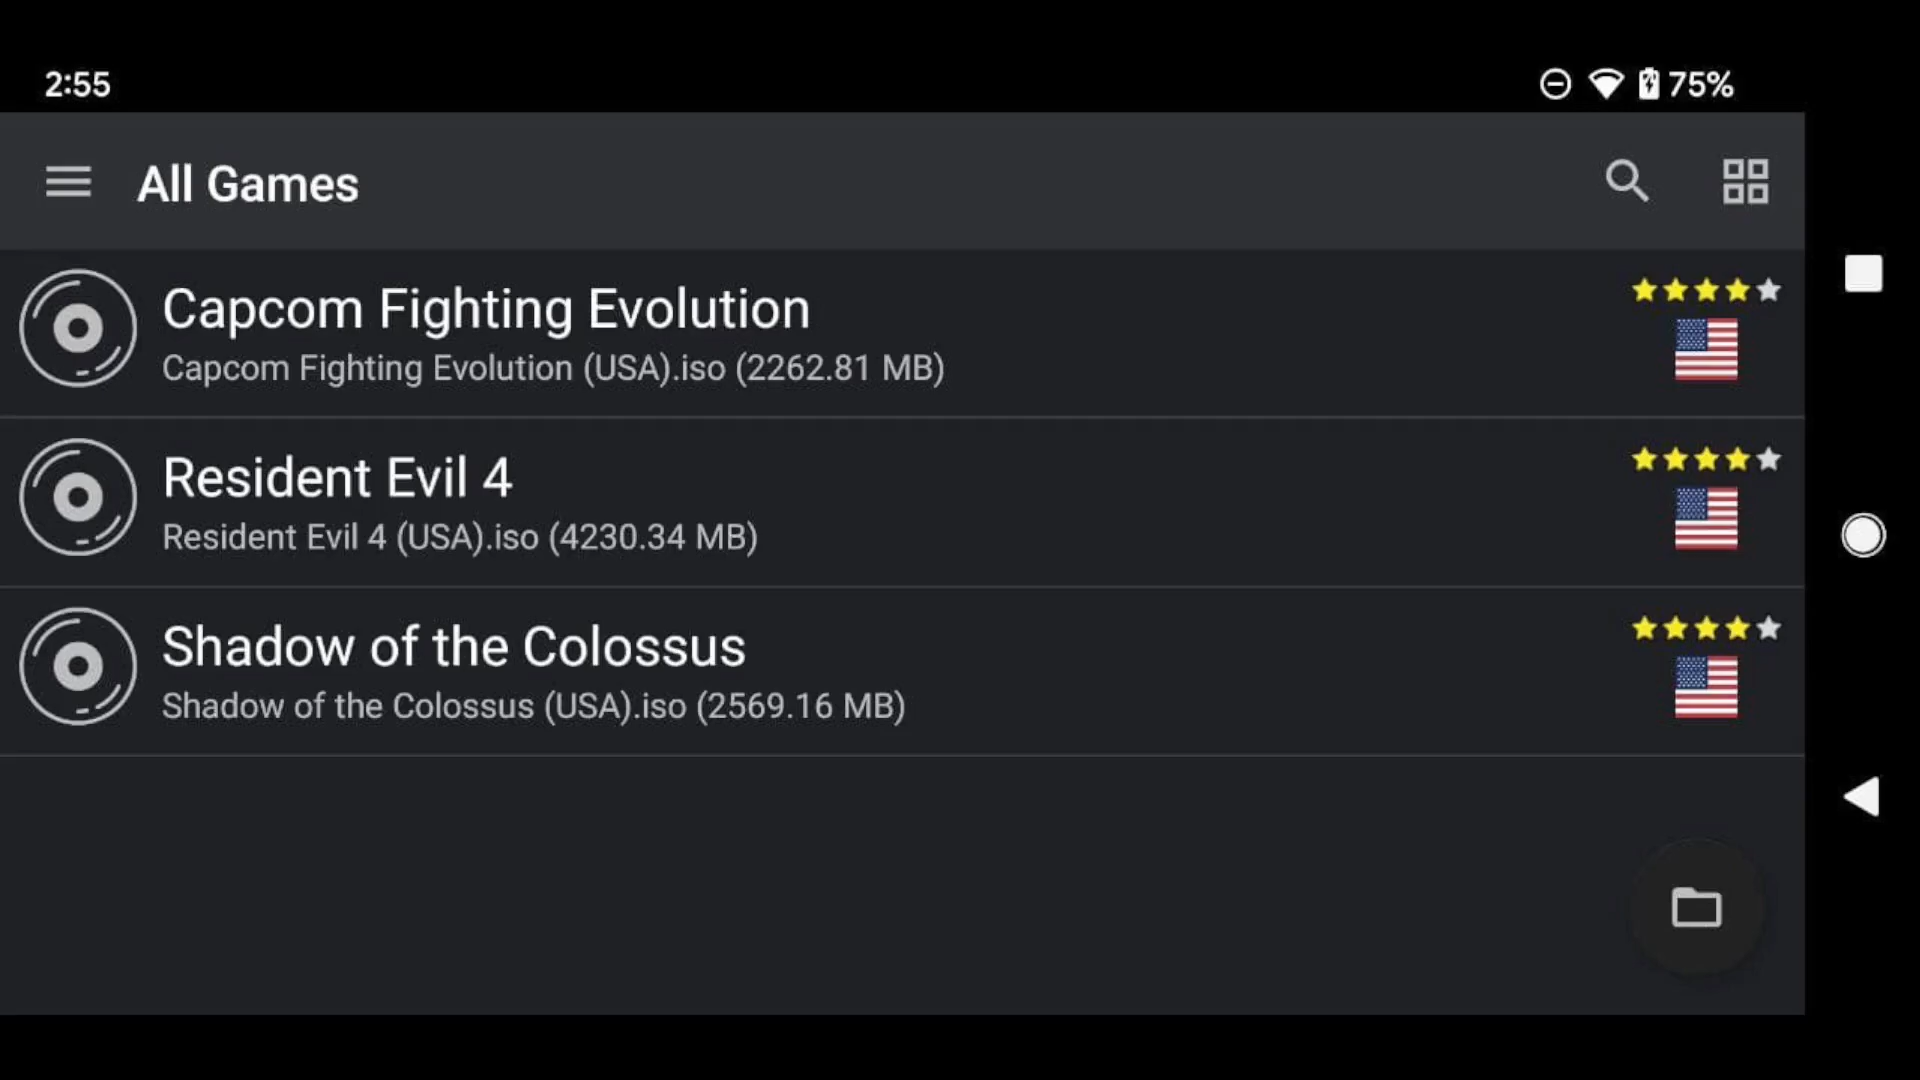 2:55
75%
All Games
Capcom Fighting Evolution
Capcom Fighting Evolution (USA).iso (2262.81 MB)
Resident Evil 4
Resident Evil 4 (USA).iso (4230.34 MB)
Shadow of the Colossus
Shadow of the Colossus (USA).iso (2569.16 MB)